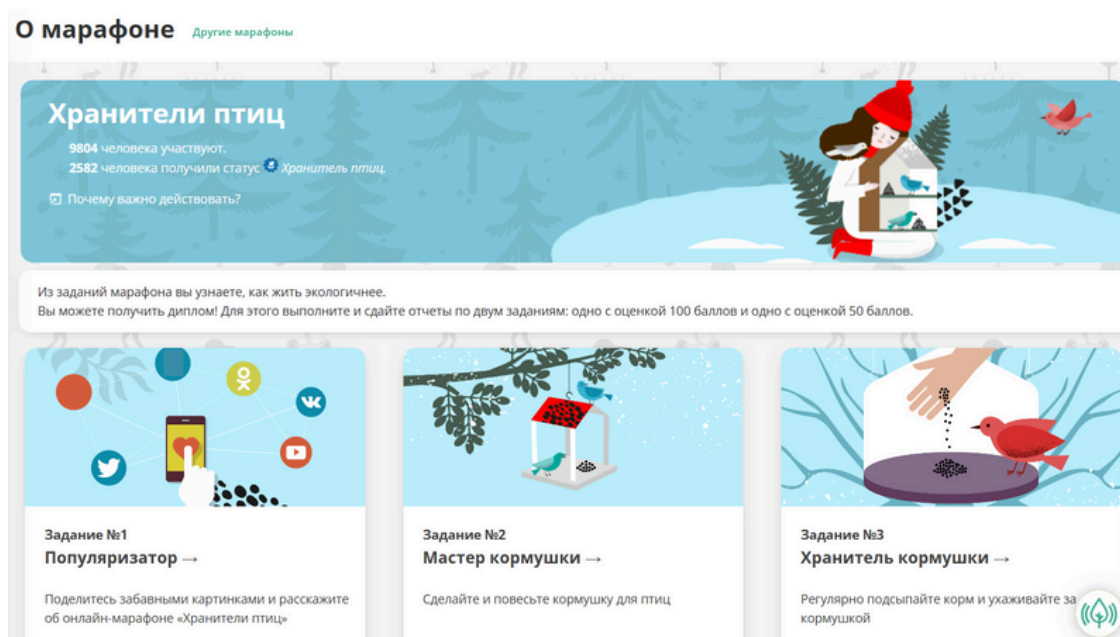 О марафоне Другие марафоны
Хранители птиц
9804 человека участвуют.
2582 человека получили статус Хранитель птиц.
Почему важно действовать?
Из заданий марафона вы узнаете, как жить экологичнее.
Вы можете получить диплом! Для этого выполните и сдайте отчеты по двум заданиям: одно с оценкой 100 баллов и одно с оценкой 50 баллов.
Задание №1
Популяризатор →
Поделитесь забавными картинками и расскажите
об онлайн-марафоне «Хранители птиц»
Задание №2
Мастер кормушки →
Сделайте и повесьте кормушку для птиц
Задание №3
Хранитель кормушки →
Регулярно подсыпайте корм и ухаживайте за
кормушкой